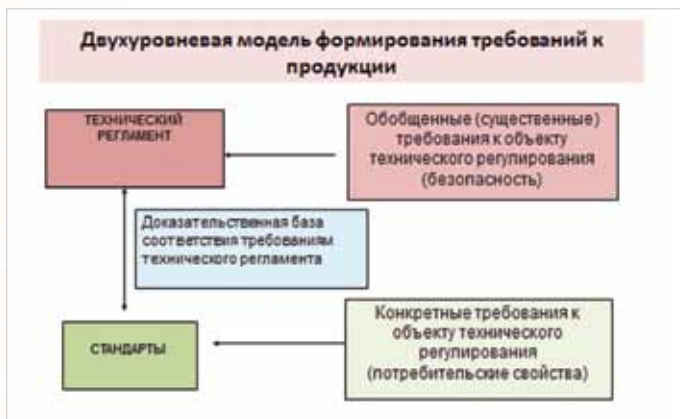 Двухуровневая модель формирования требований к
продукции
ТЕХНИЧЕСКИЙ
РЕГЛАМЕНТ
Обобщенные (существенные)
требования к объекту
технического регулирования
(безопасность)
Доказательственная база
соответствия требованиям
технического регламента
СТАНДАРТЫ
Конкретные требования к
объекту технического
регулирования
(потребительские свойства)